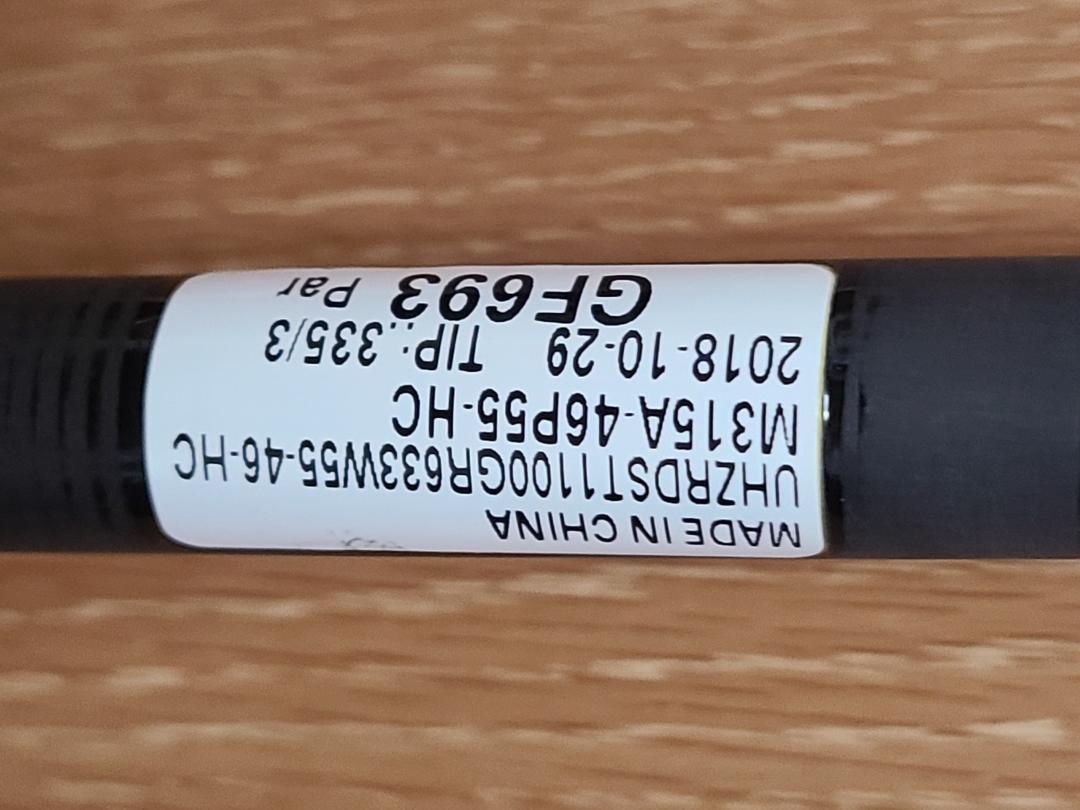 MADE IN CHINA
UHZRDST1100GR633W55-46-HC
M315A-46P55-HC
2018-10-29 TIP:.335/3
GF693 Par